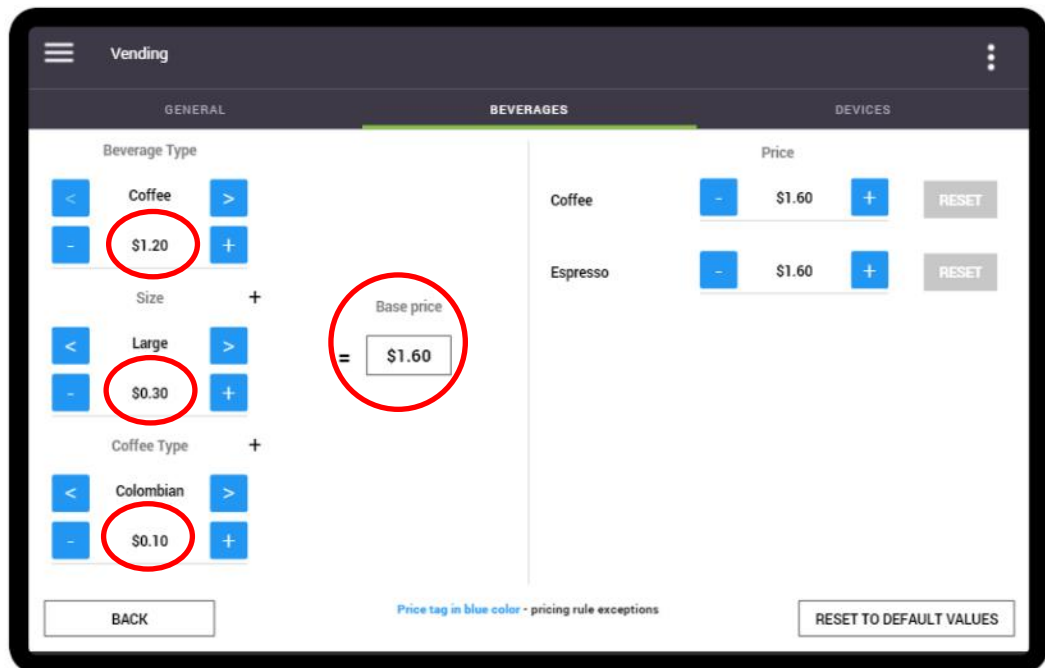 Vending
GENERAL BEVERAGES DEVICES
Beverage Type
< Coffee >
- $1.20 +
Size +
< Large >
- $0.30 +
Coffee Type +
< Colombian >
- $0.10 +
Base price
= $1.60
Price
Coffee - $1.60 + RESET
Espresso - $1.60 + RESET
BACK
Price tag in blue color - pricing rule exceptions
RESET TO DEFAULT VALUES